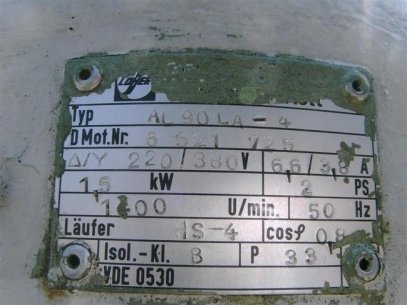 LOHER
Typ AL 90 LA-4
D Mot.Nr. 6 521 725
Δ/Y 220/380 V 6,6/3,8 A
1,5 kW 2 PS
U/min. 50 Hz
Läufer HS-4 cosφ 0,8
Isol.-Kl. B P 33
VDE 0530